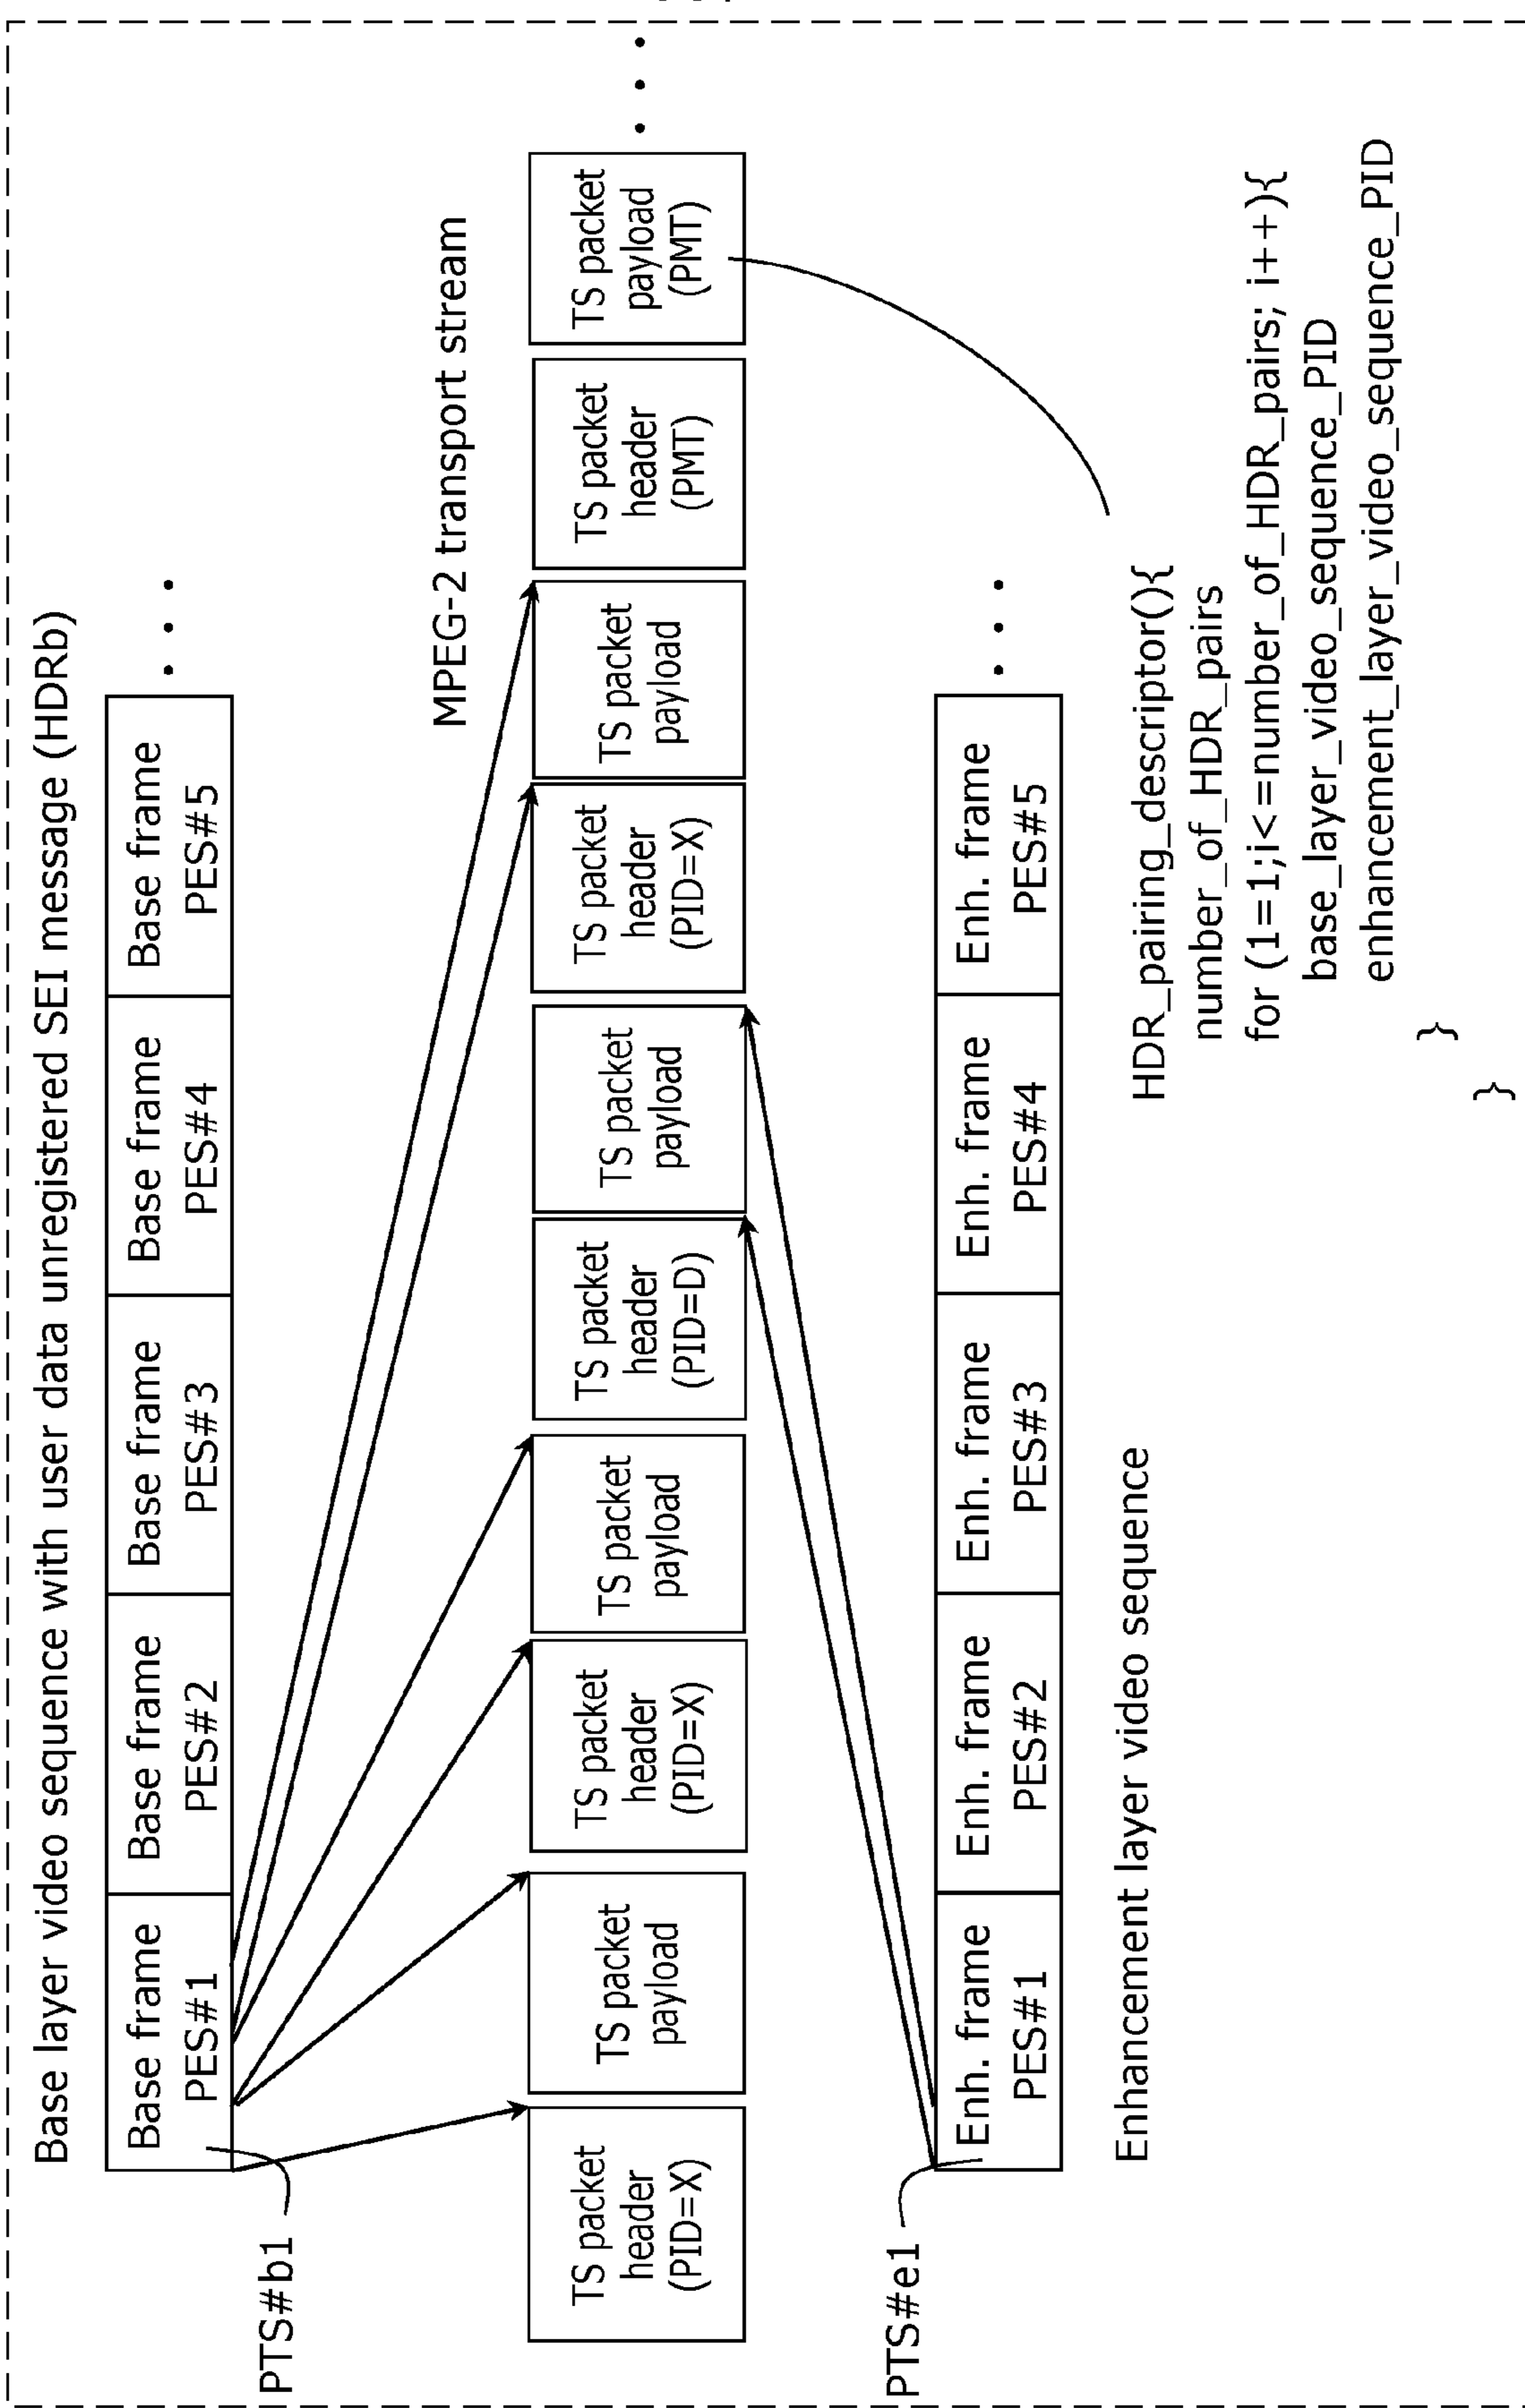 Base layer video sequence with user data unregistered SEI message (HDRb)
Base frame
PES#1
Base frame
PES#2
Base frame
PES#3
Base frame
PES#4
Base frame
PES#5
PTS#b1
MPEG-2 transport stream
TS packet
header
(PID=X)
TS packet
payload
TS packet
header
(PID=X)
TS packet
payload
TS packet
header
(PID=D)
TS packet
payload
TS packet
header
(PID=X)
TS packet
payload
TS packet
header
(PMT)
TS packet
payload
(PMT)
PTS#e1
Enh. frame
PES#1
Enh. frame
PES#2
Enh. frame
PES#3
Enh. frame
PES#4
Enh. frame
PES#5
Enhancement layer video sequence
HDR_pairing_descriptor(){
number_of_HDR_pairs
for (1=1;i<=number_of_HDR_pairs; i++){
base_layer_video_sequence_PID
enhancement_layer_video_sequence_PID
}
}